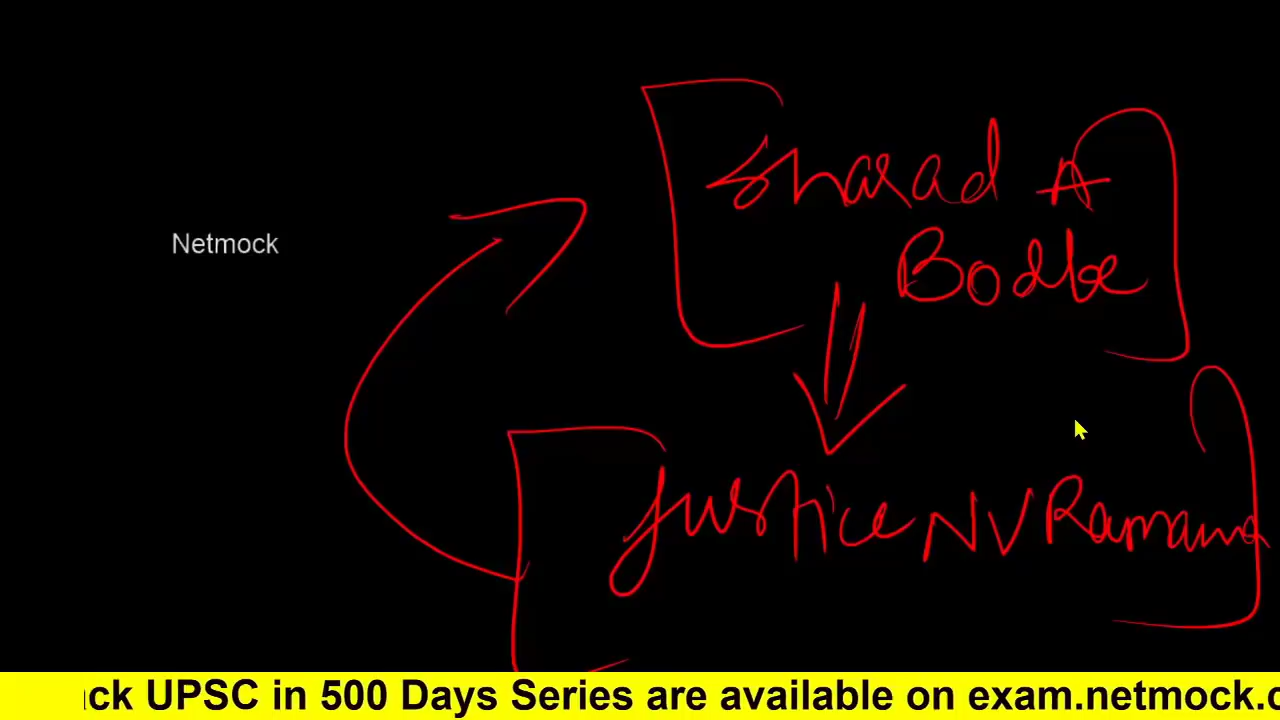 Sharad A
Netmock
Bodbe
Justice NV Ramana
ck UPSC in 500 Days Series are available on exam.netmock.c